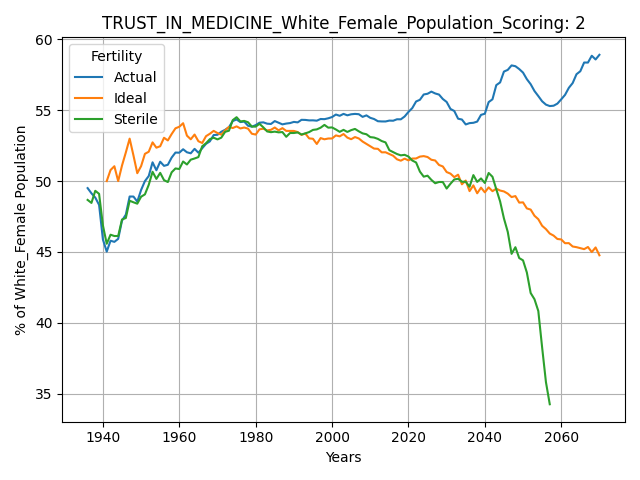 TRUST_IN_MEDICINE_White_Female_Population_Scoring: 2
60
55
50
45
40
35
% of White_Female Population
Fertility
Actual
Ideal
Sterile
1940
1960
1980
2000
2020
2040
2060
Years